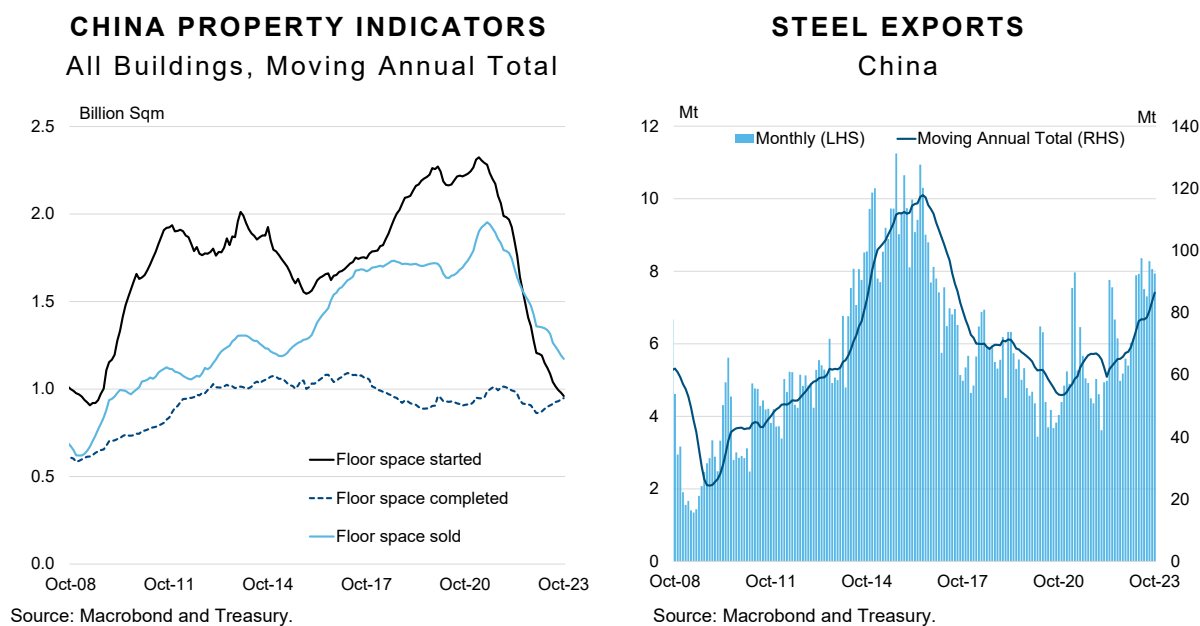 CHINA PROPERTY INDICATORS
All Buildings, Moving Annual Total
Billion Sqm
2.5
2.0
1.5
1.0
0.5
0.0
Floor space started
Floor space completed
Floor space sold
Oct-08 Oct-11 Oct-14 Oct-17 Oct-20 Oct-23
Source: Macrobond and Treasury.
STEEL EXPORTS
China
Mt Mt
Monthly (LHS) Moving Annual Total (RHS)
12 140
120
10
100
8
80
6
60
4
40
2 20
0 0
Oct-08 Oct-11 Oct-14 Oct-17 Oct-20 Oct-23
Source: Macrobond and Treasury.